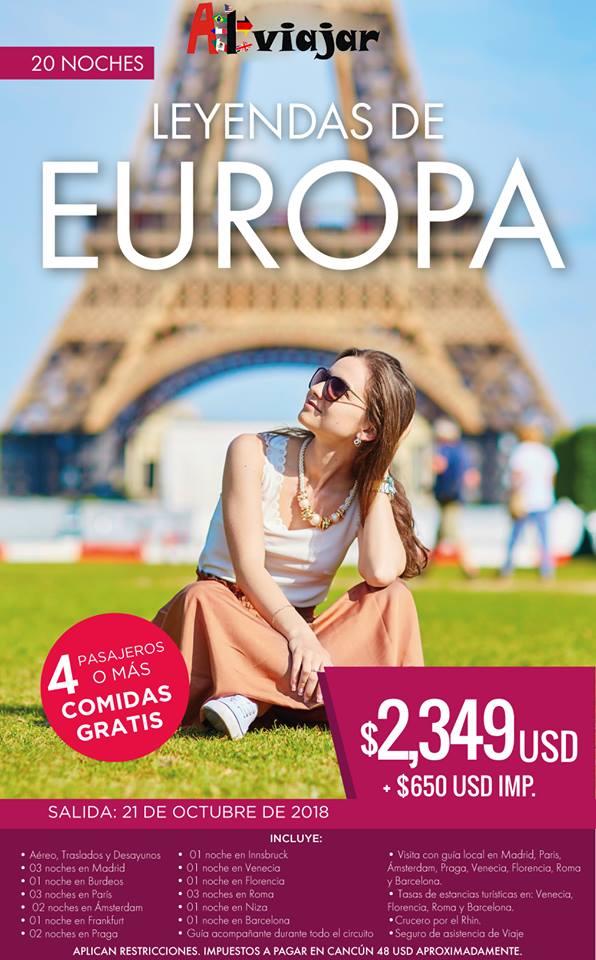 Al viajar
20 NOCHES
LEYENDAS DE
EUROPA
4 PASAJEROS
O MÁS
COMIDAS
GRATIS
$2,349 USD
+ $650 USD IMP.
SALIDA: 21 DE OCTUBRE DE 2018
INCLUYE:
• Aéreo, Traslados y Desayunos
• 03 noches en Madrid
• 01 noche en Burdeos
• 03 noches en París
• 02 noches en Ámsterdam
• 01 noche en Frankfurt
• 02 noches en Praga
• 01 noche en Innsbruck
• 01 noche en Venecia
• 01 noche en Florencia
• 03 noches en Roma
• 01 noche en Niza
• 01 noche en Barcelona
• Guía acompañante durante todo el circuito
• Visita con guía local en Madrid, Paris,
Ámsterdam, Praga, Venecia, Florencia, Roma
y Barcelona.
• Tasas de estancias turísticas en: Venecia,
Florencia, Roma y Barcelona.
• Crucero por el Rhin.
• Seguro de asistencia de Viaje
APLICAN RESTRICCIONES. IMPUESTOS A PAGAR EN CANCÚN 48 USD APROXIMADAMENTE.